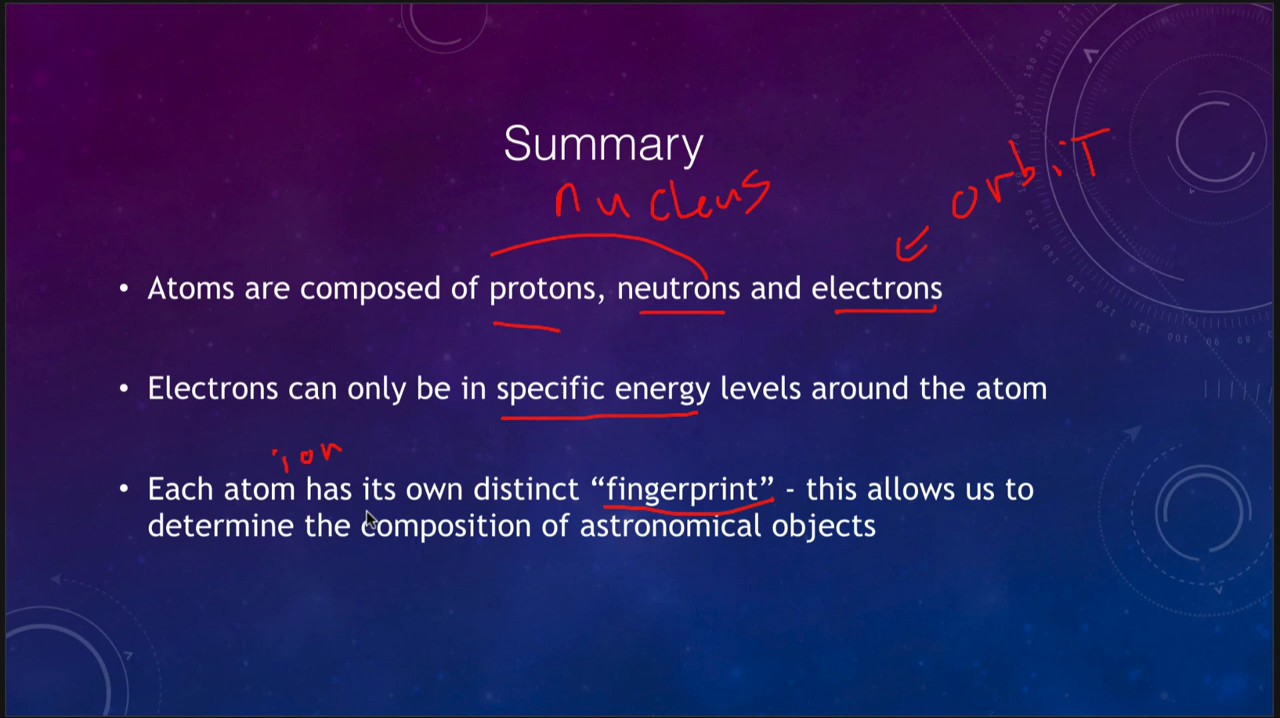 Summary
nucleus
orbiT
• Atoms are composed of protons, neutrons and electrons
• Electrons can only be in specific energy levels around the atom
ion
• Each atom has its own distinct “fingerprint” - this allows us to
determine the composition of astronomical objects